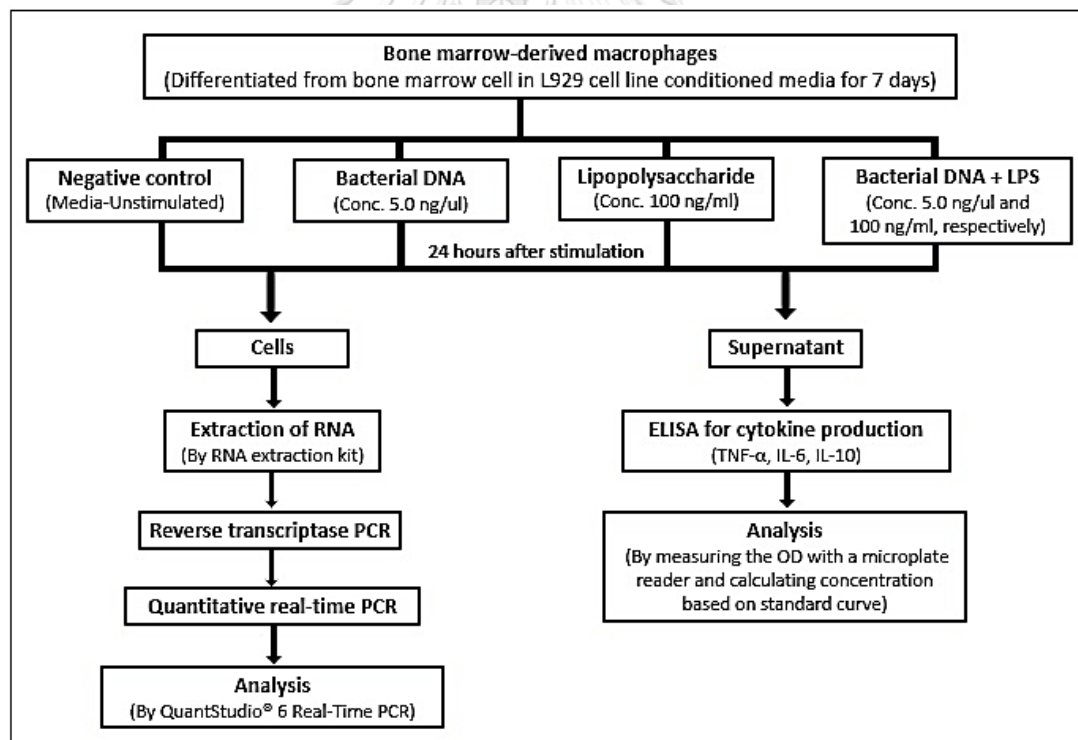 Bone marrow-derived macrophages
(Differentiated from bone marrow cell in L929 cell line conditioned media for 7 days)
Negative control
(Media-Unstimulated)
Bacterial DNA
(Conc. 5.0 ng/ul)
Lipopolysaccharide
(Conc. 100 ng/ml)
Bacterial DNA + LPS
(Conc. 5.0 ng/ul and
100 ng/ml, respectively)
24 hours after stimulation
Cells
Extraction of RNA
(By RNA extraction kit)
Reverse transcriptase PCR
Quantitative real-time PCR
Analysis
(By QuantStudio® 6 Real-Time PCR)
Supernatant
ELISA for cytokine production
(TNF-α, IL-6, IL-10)
Analysis
(By measuring the OD with a microplate
reader and calculating concentration
based on standard curve)